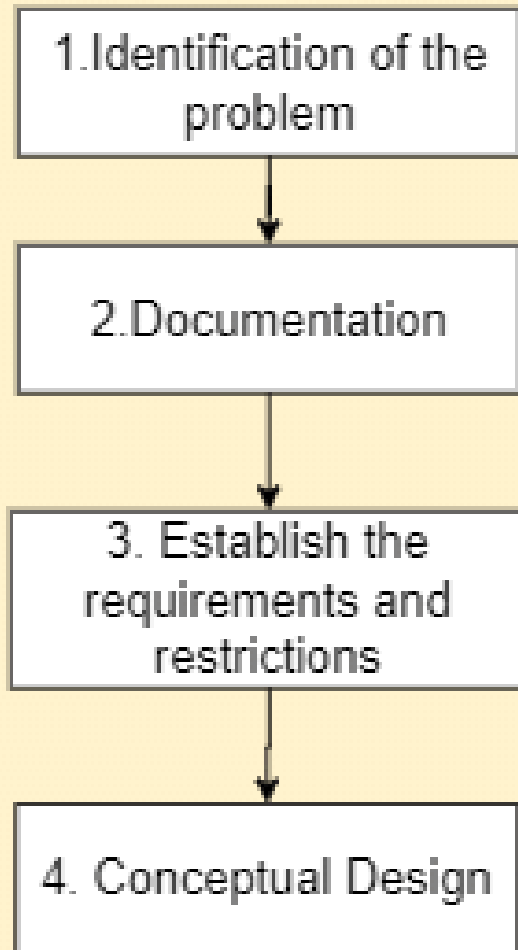 1.Identification of the
problem
2.Documentation
3. Establish the
requirements and
restrictions
4. Conceptual Design